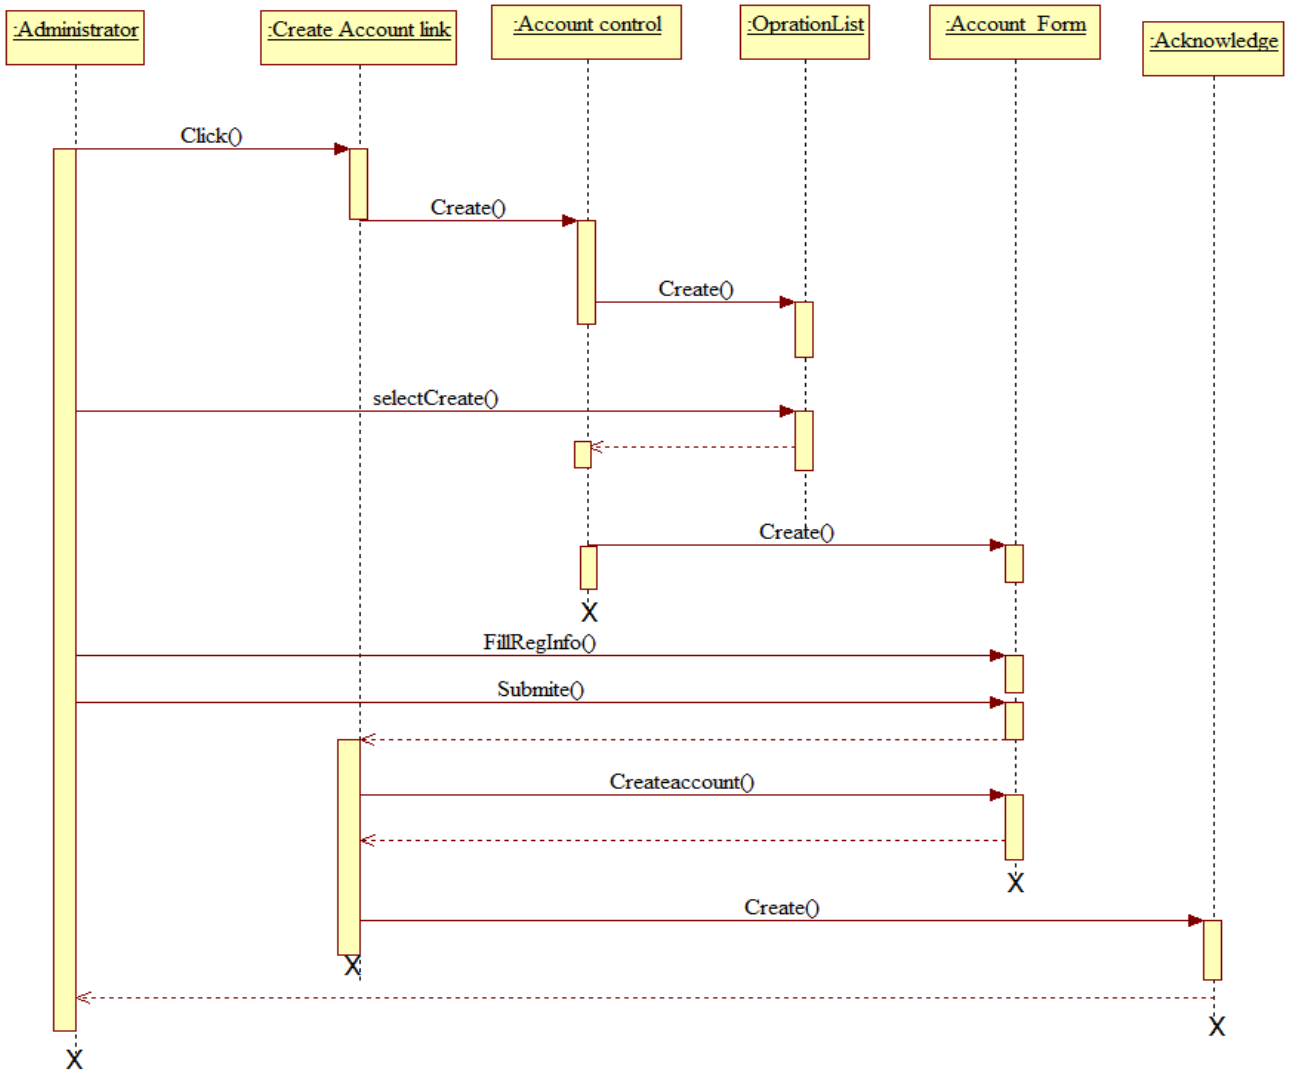 :Administrator
:Create Account link
:Account control
:OprationList
:Account_Form
:Acknowledge
Click()
Create()
Create()
selectCreate()
Create()
X
FillRegInfo()
Submite()
Createaccount()
X
Create()
X
X
X